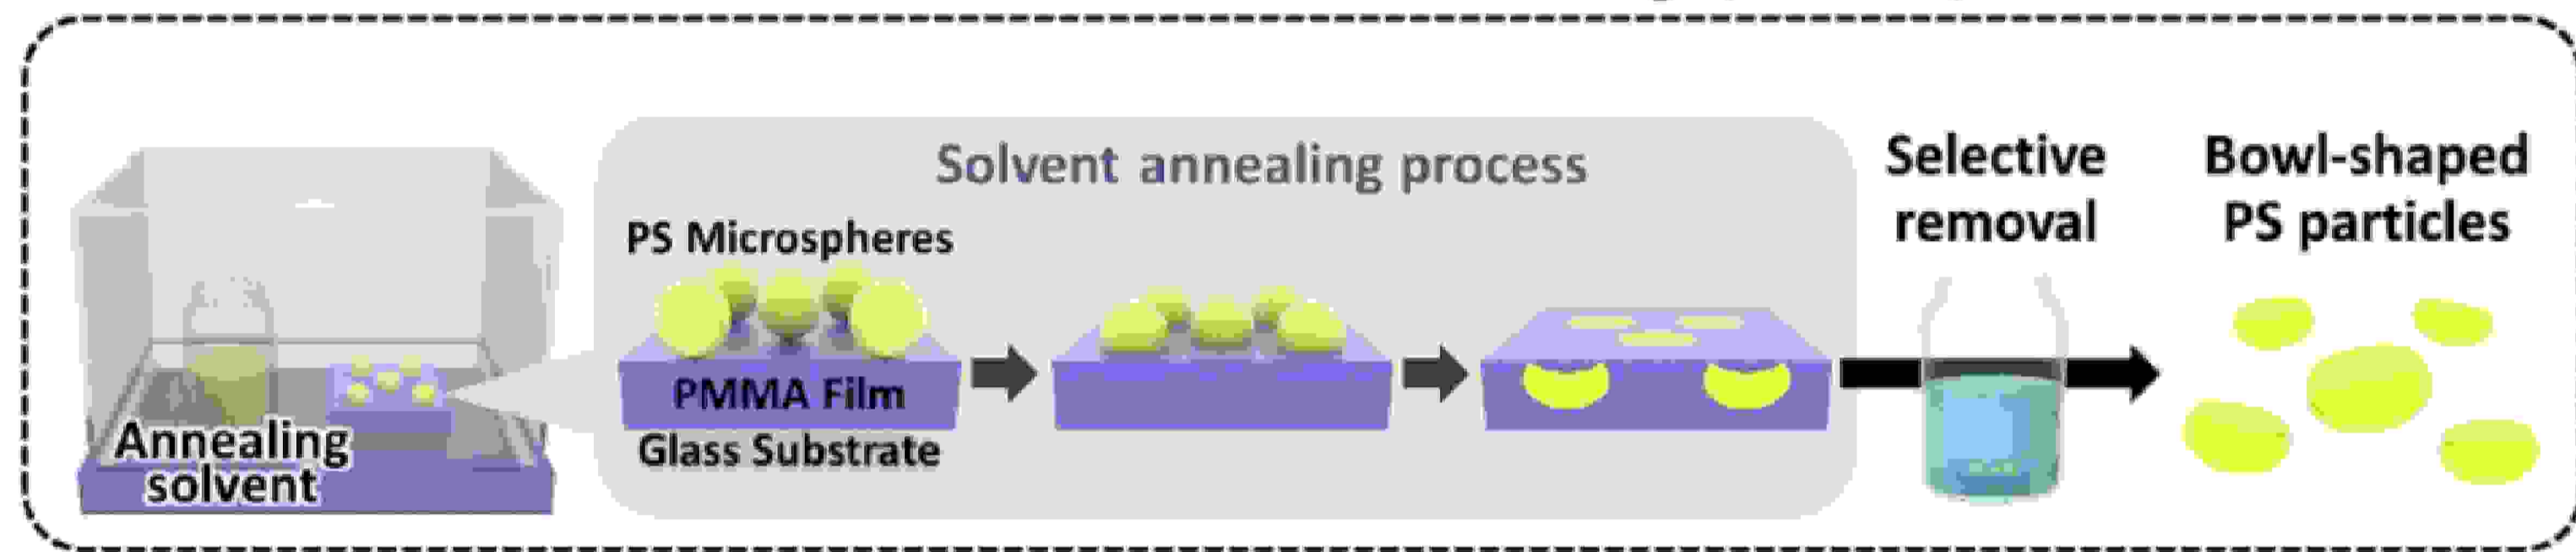 Annealing
solvent
Solvent annealing process
PS Microspheres
PMMA Film
Glass Substrate
Selective
removal
Bowl-shaped
PS particles